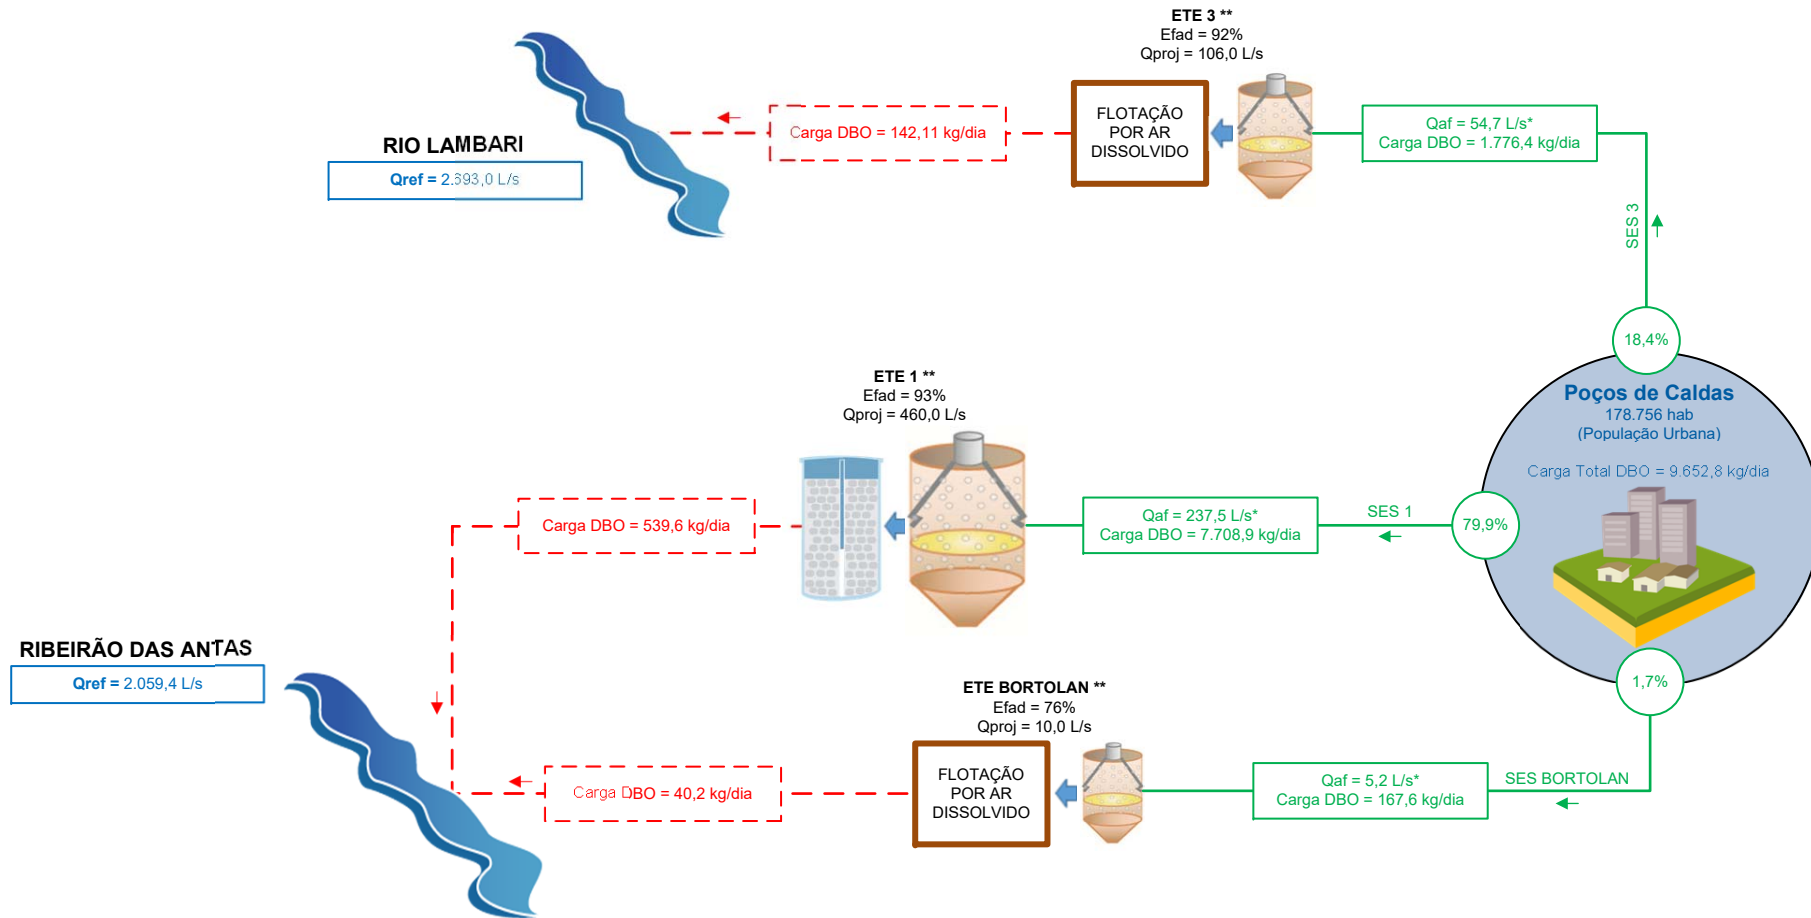 ETE 3 **
Efad = 92%
Qproj = 106,0 L/s
FLOTAÇÃO
POR AR
DISSOLVIDO
Qaf = 54,7 L/s*
Carga DBO = 1.776,4 kg/dia
Carga DBO = 142,11 kg/dia
RIO LAMBARI
Qref = 2.693,0 L/s
SES 3
18,4%
ETE 1 **
Efad = 93%
Qproj = 460,0 L/s
Poços de Caldas
178.756 hab
(População Urbana)
Carga Total DBO = 9.652,8 kg/dia
Carga DBO = 539,6 kg/dia
Qaf = 237,5 L/s*
Carga DBO = 7.708,9 kg/dia
SES 1
79,9%
RIBEIRÃO DAS ANTAS
Qref = 2.059,4 L/s
ETE BORTOLAN **
Efad = 76%
Qproj = 10,0 L/s
1,7%
FLOTAÇÃO
POR AR
DISSOLVIDO
Carga DBO = 40,2 kg/dia
Qaf = 5,2 L/s*
Carga DBO = 167,6 kg/dia
SES BORTOLAN